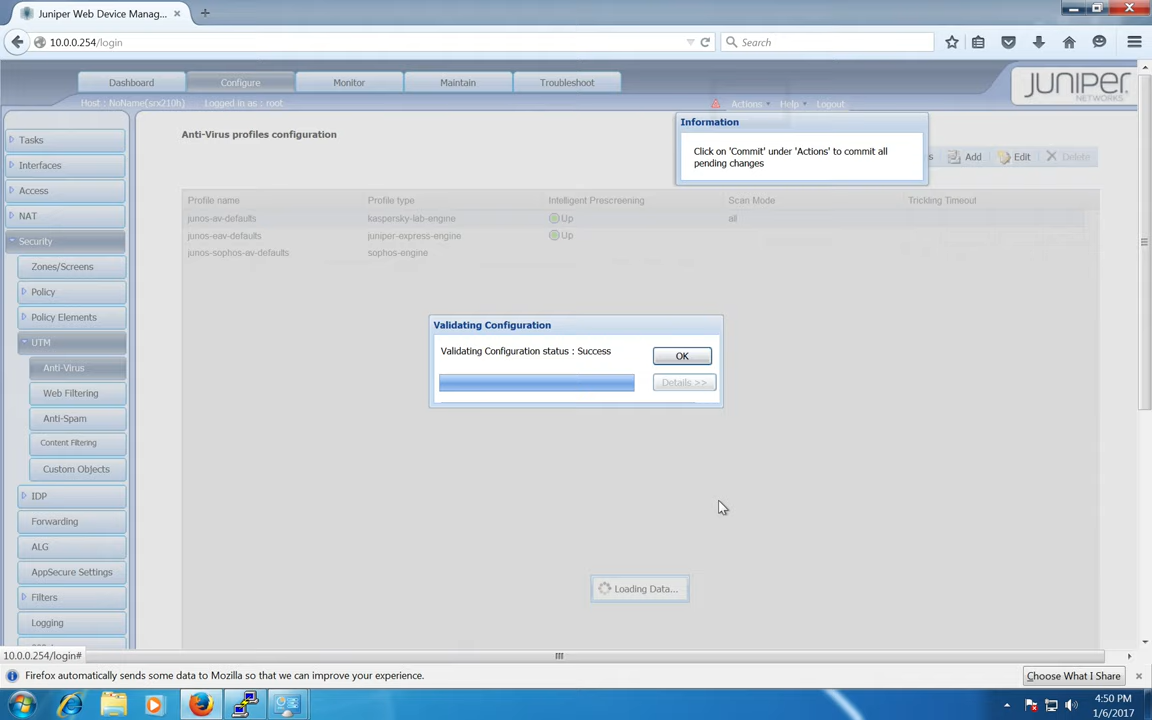 Juniper Web Device Manag...
10.0.0.254/login
Search
Dashboard
Configure
Monitor
Maintain
Troubleshoot
JUNIPER
NETWORKS
Host : NoName(srx210h)
Logged in as : root
Actions
Help
Logout
Tasks
Interfaces
Access
NAT
Security
Zones/Screens
Policy
Policy Elements
UTM
Anti-Virus
Web Filtering
Anti-Spam
Content Filtering
Custom Objects
IDP
Forwarding
ALG
AppSecure Settings
Filters
Logging
Anti-Virus profiles configuration
Information
Click on 'Commit' under 'Actions' to commit all
pending changes
s
Add
Edit
Delete
Profile name
Profile type
Intelligent Prescreening
Scan Mode
Trickling Timeout
junos-av-defaults
kaspersky-lab-engine
Up
all
junos-eav-defaults
juniper-express-engine
Up
junos-sophos-av-defaults
sophos-engine
Validating Configuration
Validating Configuration status : Success
OK
Details >>
Loading Data...
10.0.0.254/login#
Firefox automatically sends some data to Mozilla so that we can improve your experience.
Choose What I Share
4:50 PM
1/6/2017